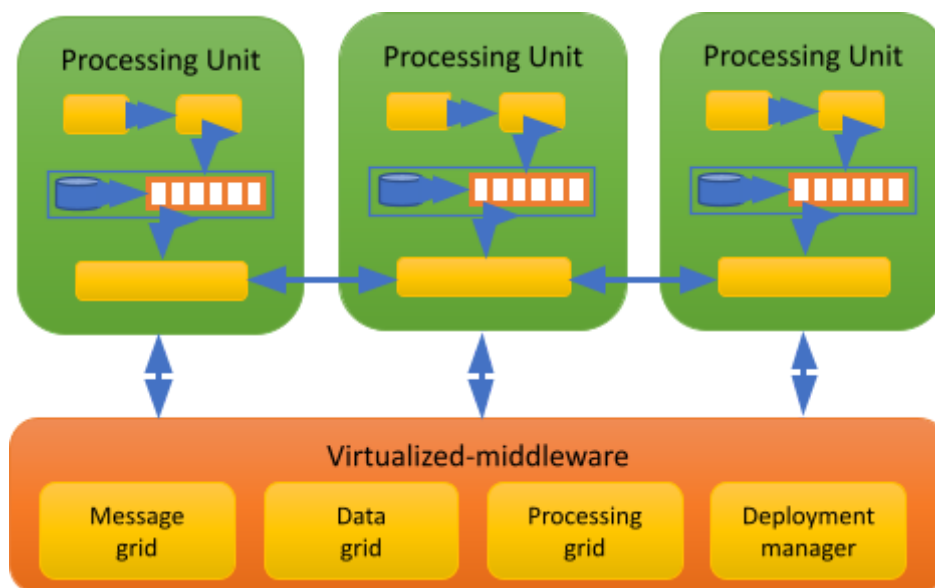 Processing Unit
Processing Unit
Processing Unit
Virtualized-middleware
Message
grid
Data
grid
Processing
grid
Deployment
manager